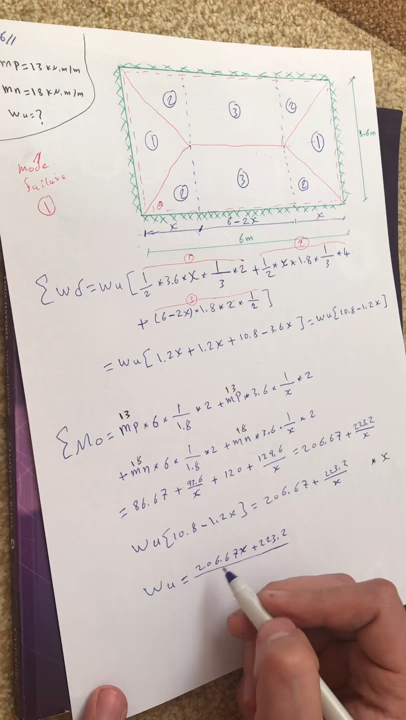 6/1
mp=13 kN.m/m
mn=18 kN.m/m
Wu=?
mode
failure
①
② ③ ②
① ①
② ③ ②
θ
3.6m
x 6-2x x
6m
① ②
ΣWδ=Wu[1/2*3.6*x*1/3*2+1/2*x*1.8*1/3*4
③
+(6-2x)*1.8*2*1/2]
=Wu[1.2x+1.2x+10.8-3.6x]=Wu[10.8-1.2x]
13 13
ΣMθ=mp*6*1/1.8*2+mp*3.6*1/x*2
18 18
+mn*6*1/1.8*2+mn*3.6*1/x*2
=86.67+93.6/x+120+129.6/x=206.67+223.2/x
Wu[10.8-1.2x]=206.67+223.2/x *x
Wu=206.67x+223.2